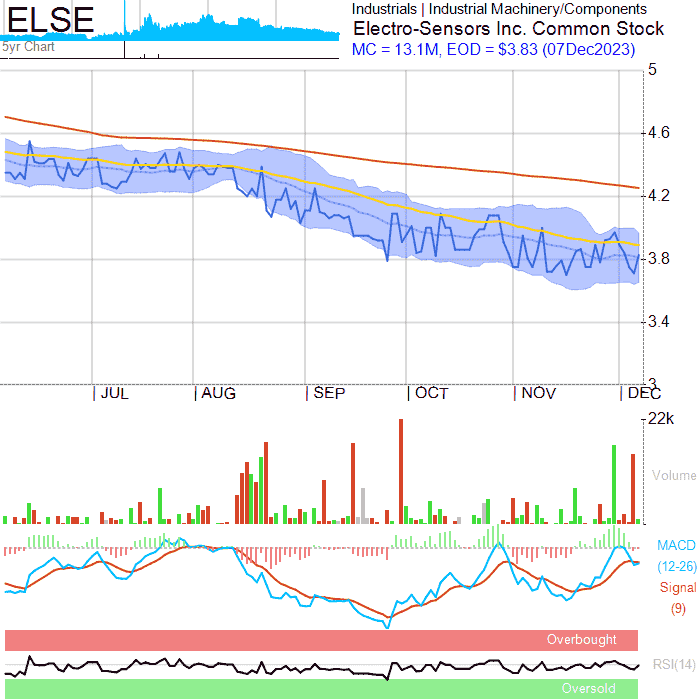 ELSE
5yr Chart
Industrials | Industrial Machinery/Components
Electro-Sensors Inc. Common Stock
MC = 13.1M, EOD = $3.83 (07Dec2023)
5
4.6
4.2
3.8
3.4
3
JUL AUG SEP OCT NOV DEC
22k
Volume
MACD
(12-26)
Signal
(9)
Overbought
RSI(14)
Oversold